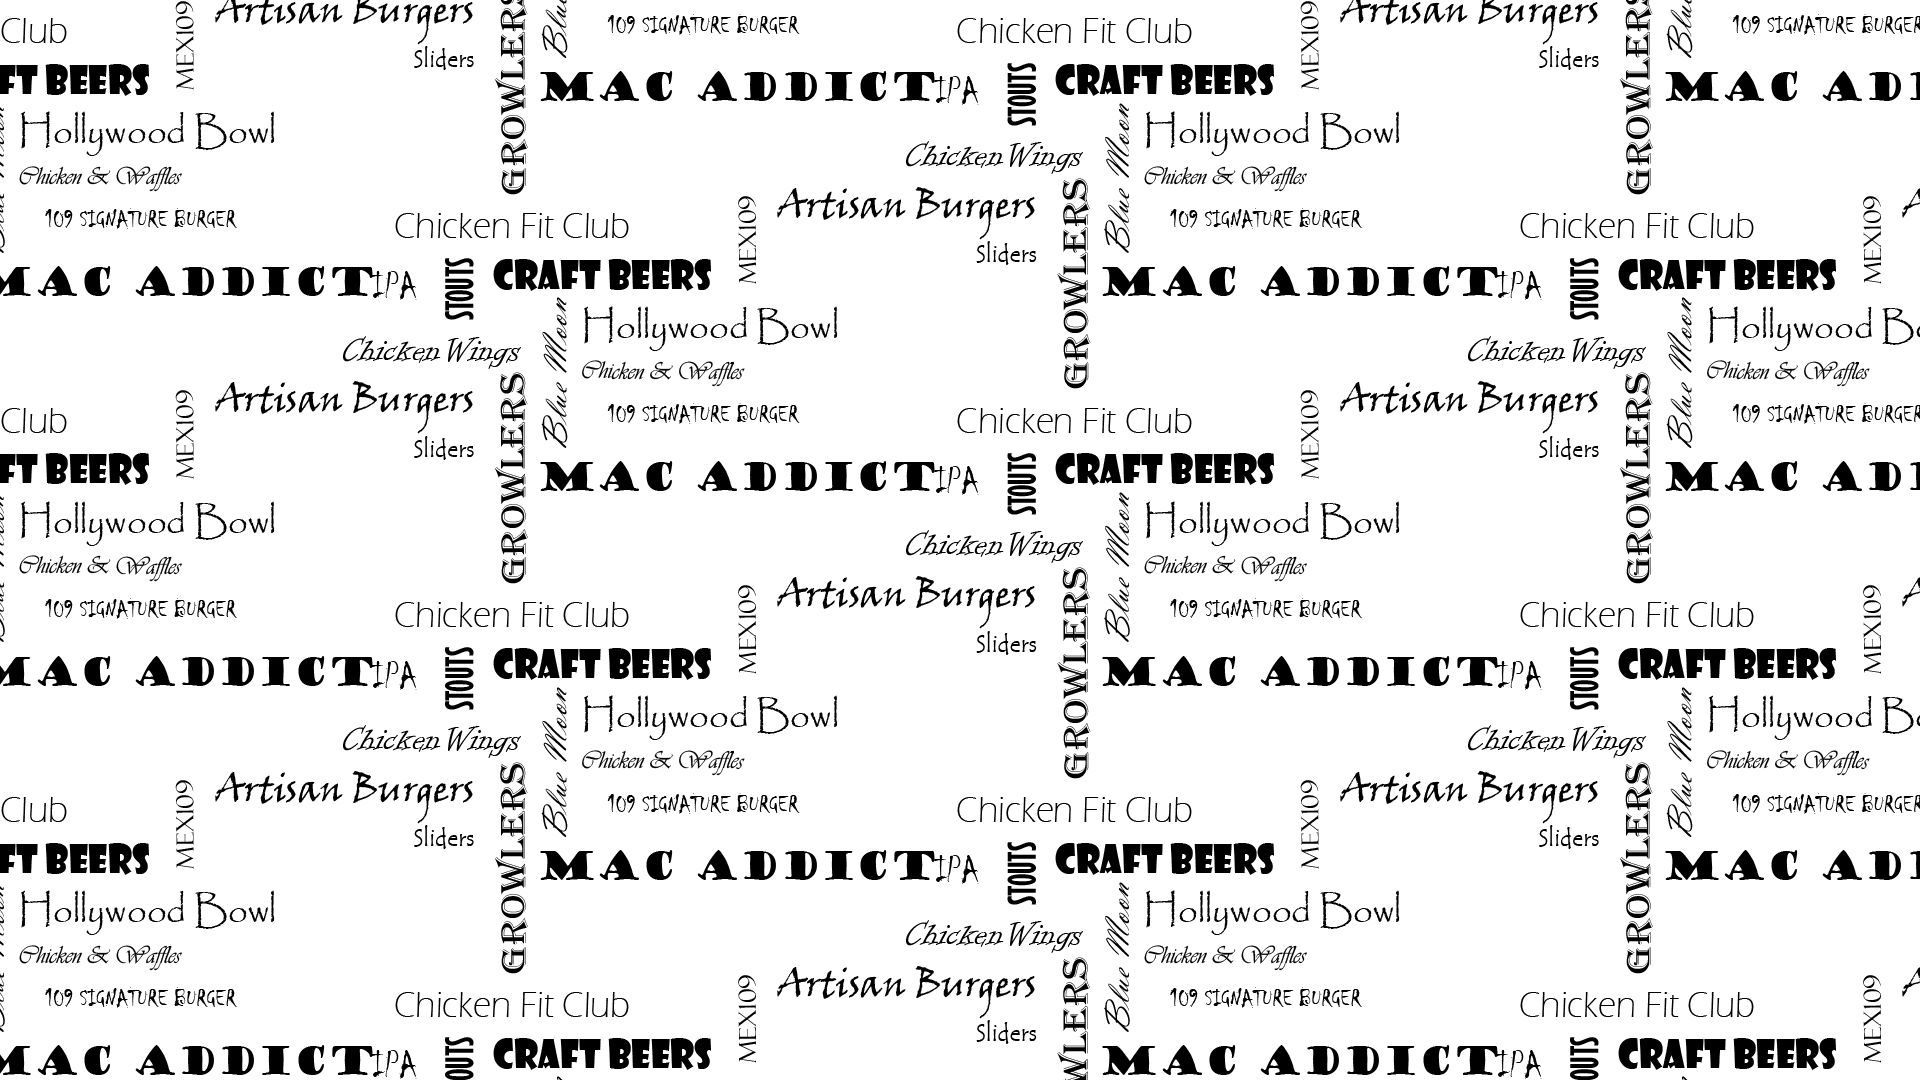 Artisan Burgers
Artisan Burgers
109 SIGNATURE BURGER
109 SIGNATURE BURGER
Club
MEXI09
Blue
Chicken Fit Club
MEXI09
Blue
Sliders
Sliders
FT BEERS
GROWLERS
MAC ADDICT
IPA
STOUTS
CRAFT BEERS
GROWLERS
MAC ADD
Hollywood Bowl
Hollywood Bowl
Chicken Wings
Chicken & Waffles
Blue Moon
Chicken & Waffles
Artisan Burgers
109 SIGNATURE BURGER
109 SIGNATURE BURGER
Chicken Fit Club
MEXI09
Chicken Fit Club
MEXI09
Sliders
MAC ADDICT
IPA
STOUTS
CRAFT BEERS
GROWLERS
MAC ADDICT
IPA
STOUTS
CRAFT BEERS
Hollywood Bowl
Hollywood Bo
Chicken Wings
Chicken Wings
Blue Moon
Chicken & Waffles
Blue Moon
Chicken & Waffles
Artisan Burgers
Artisan Burgers
109 SIGNATURE BURGER
109 SIGNATURE BURGER
Club
MEXI09
Chicken Fit Club
MEXI09
Sliders
Sliders
FT BEERS
GROWLERS
MAC ADDICT
IPA
STOUTS
CRAFT BEERS
GROWLERS
MAC ADD
Hollywood Bowl
Hollywood Bowl
Chicken Wings
Chicken & Waffles
Blue Moon
Chicken & Waffles
Artisan Burgers
109 SIGNATURE BURGER
109 SIGNATURE BURGER
Chicken Fit Club
MEXI09
Chicken Fit Club
MEXI09
Sliders
MAC ADDICT
IPA
STOUTS
CRAFT BEERS
GROWLERS
MAC ADDICT
IPA
STOUTS
CRAFT BEERS
Hollywood Bowl
Hollywood Bo
Chicken Wings
Chicken Wings
Blue Moon
Chicken & Waffles
Blue Moon
Chicken & Waffles
Artisan Burgers
Artisan Burgers
109 SIGNATURE BURGER
109 SIGNATURE BURGER
Club
MEXI09
Chicken Fit Club
MEXI09
Sliders
Sliders
FT BEERS
GROWLERS
MAC ADDICT
IPA
STOUTS
CRAFT BEERS
GROWLERS
MAC ADD
Hollywood Bowl
Hollywood Bowl
Chicken Wings
Chicken & Waffles
Blue Moon
Chicken & Waffles
Artisan Burgers
109 SIGNATURE BURGER
109 SIGNATURE BURGER
Chicken Fit Club
MEXI09
Chicken Fit Club
MEXI09
Sliders
WLERS
MAC ADDICT
IPA
OUTS
CRAFT BEERS
MAC ADDICT
IPA
OUTS
CRAFT BEERS